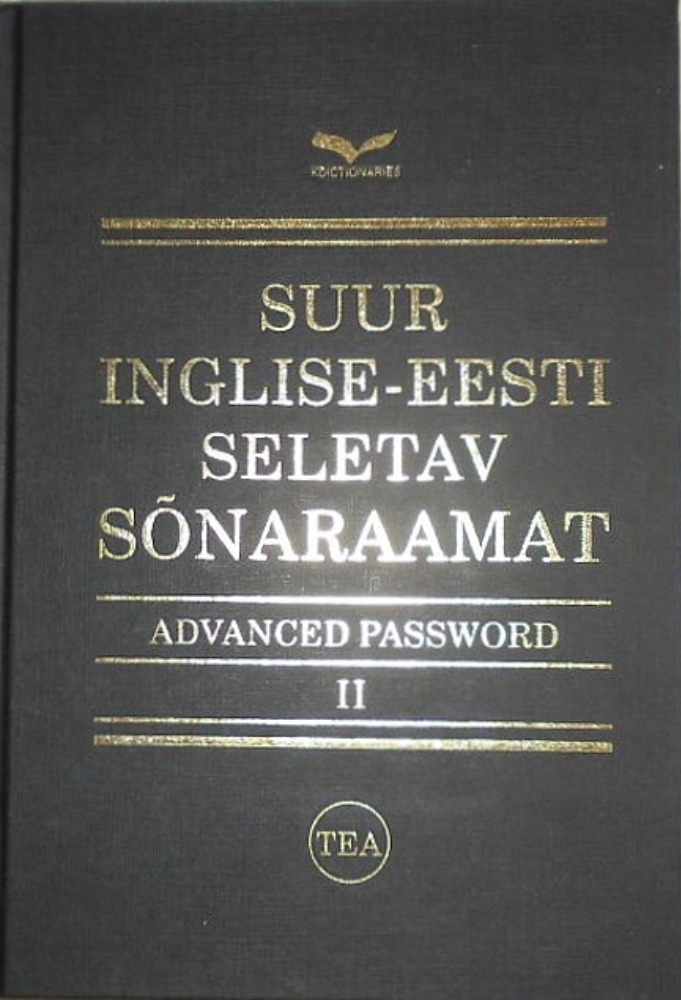 KDICTIONARIES
SUUR
INGLISE-EESTI
SELETAV
SÕNARAAMAT
ADVANCED PASSWORD
II
TEA